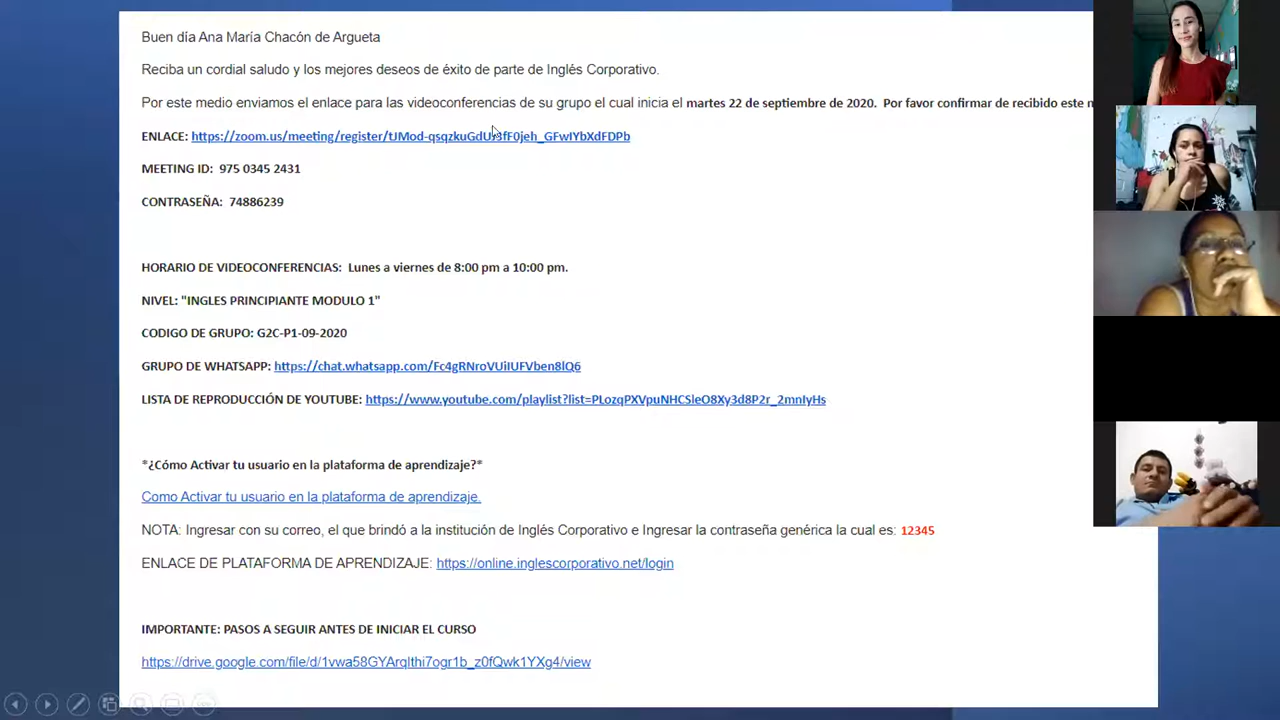 Buen día Ana María Chacón de Argueta
Reciba un cordial saludo y los mejores deseos de éxito de parte de Inglés Corporativo.
Por este medio enviamos el enlace para las videoconferencias de su grupo el cual inicia el martes 22 de septiembre de 2020. Por favor confirmar de recibido este
ENLACE:
MEETING ID: 975 0345 2431
CONTRASEÑA: 74886239
HORARIO DE VIDEOCONFERENCIAS: Lunes a viernes de 8:00 pm a 10:00 pm.
NIVEL: "INGLES PRINCIPIANTE MODULO 1"
CODIGO DE GRUPO: G2C-P1-09-2020
GRUPO DE WHATSAPP: https://chat.whatsapp.com/Fc4gRNroVUiIUFVben8lQ6
LISTA DE REPRODUCCIÓN DE YOUTUBE: https://www.youtube.com/playlist?list=PLozqPXVpuNHCSleO8Xy3d8P2r_2mnIyHs
*¿Cómo Activar tu usuario en la plataforma de aprendizaje?*
Como Activar tu usuario en la plataforma de aprendizaje.
NOTA: Ingresar con su correo, el que brindó a la institución de Inglés Corporativo e Ingresar la contraseña genérica la cual es: 12345
ENLACE DE PLATAFORMA DE APRENDIZAJE: https://online.inglescorporativo.net/login
IMPORTANTE: PASOS A SEGUIR ANTES DE INICIAR EL CURSO
https://drive.google.com/file/d/1vwa58GYArqIthi7ogr1b_z0fQwk1YXg4/view